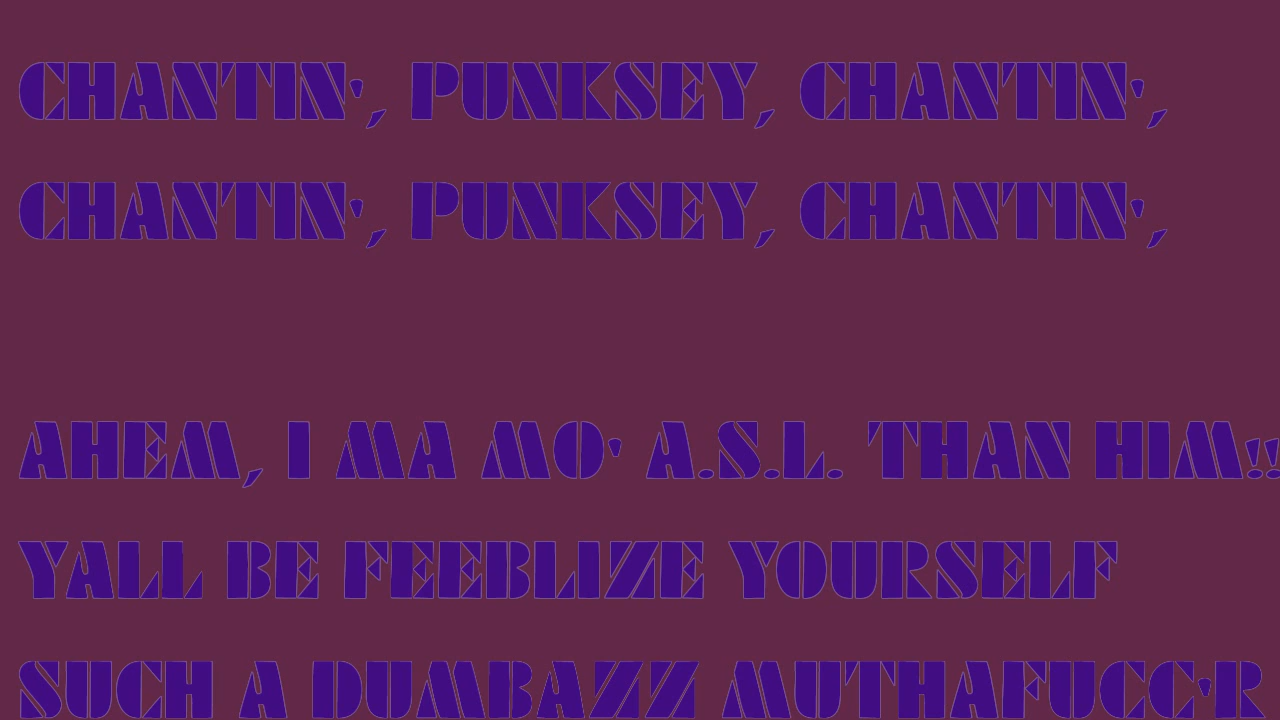 CHANTIN', PUNKSEY, CHANTIN',
CHANTIN', PUNKSEY, CHANTIN',
AHEM, I MA MO' A.S.L. THAN HIM!!
YALL BE FEEBLIZE YOURSELF
SUCH A DUMBAZZ MUTHAFUCC'R